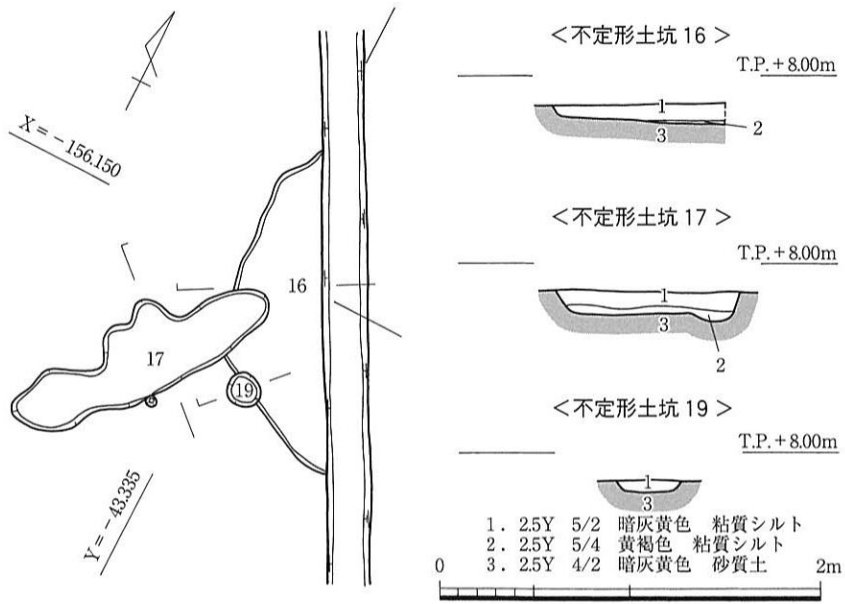 X=-156.150
16
17
19
Y=-43.335
<不定形土坑 16>
T.P.+8.00m
1
2
3
<不定形土坑 17>
T.P.+8.00m
1
3
2
<不定形土坑 19>
T.P.+8.00m
1
3
1. 2.5Y 5/2 暗灰黄色 粘質シルト
2. 2.5Y 5/4 黄褐色 粘質シルト
3. 2.5Y 4/2 暗灰黄色 砂質土
0 2m